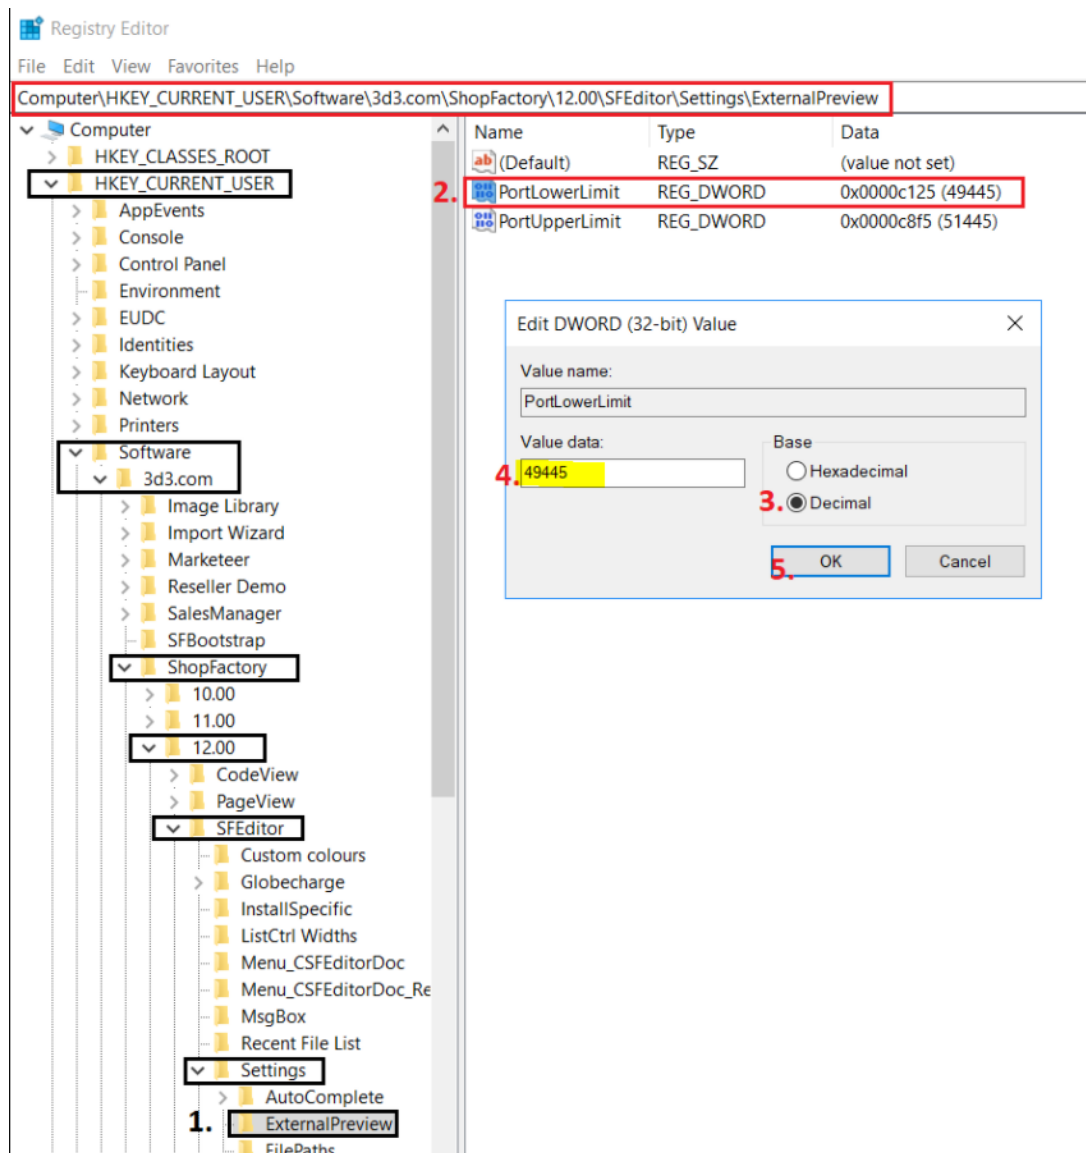 Registry Editor
File Edit View Favorites Help
Computer\HKEY_CURRENT_USER\Software\3d3.com\ShopFactory\12.00\SFEditor\Settings\ExternalPreview
Computer
HKEY_CLASSES_ROOT
HKEY_CURRENT_USER
AppEvents
Console
Control Panel
Environment
EUDC
Identities
Keyboard Layout
Network
Printers
Software
3d3.com
Image Library
Import Wizard
Marketeer
Reseller Demo
SalesManager
SFBootstrap
ShopFactory
10.00
11.00
12.00
CodeView
PageView
SFEditor
Custom colours
Globecharge
InstallSpecific
ListCtrl Widths
Menu_CSFEditorDoc
Menu_CSFEditorDoc_Re
MsgBox
Recent File List
Settings
AutoComplete
1. ExternalPreview
FilePaths
Name Type Data
(Default) REG_SZ (value not set)
2. PortLowerLimit REG_DWORD 0x0000c125 (49445)
PortUpperLimit REG_DWORD 0x0000c8f5 (51445)
Edit DWORD (32-bit) Value
Value name:
PortLowerLimit
Value data:
4. 49445
Base
Hexadecimal
3. Decimal
5. OK Cancel